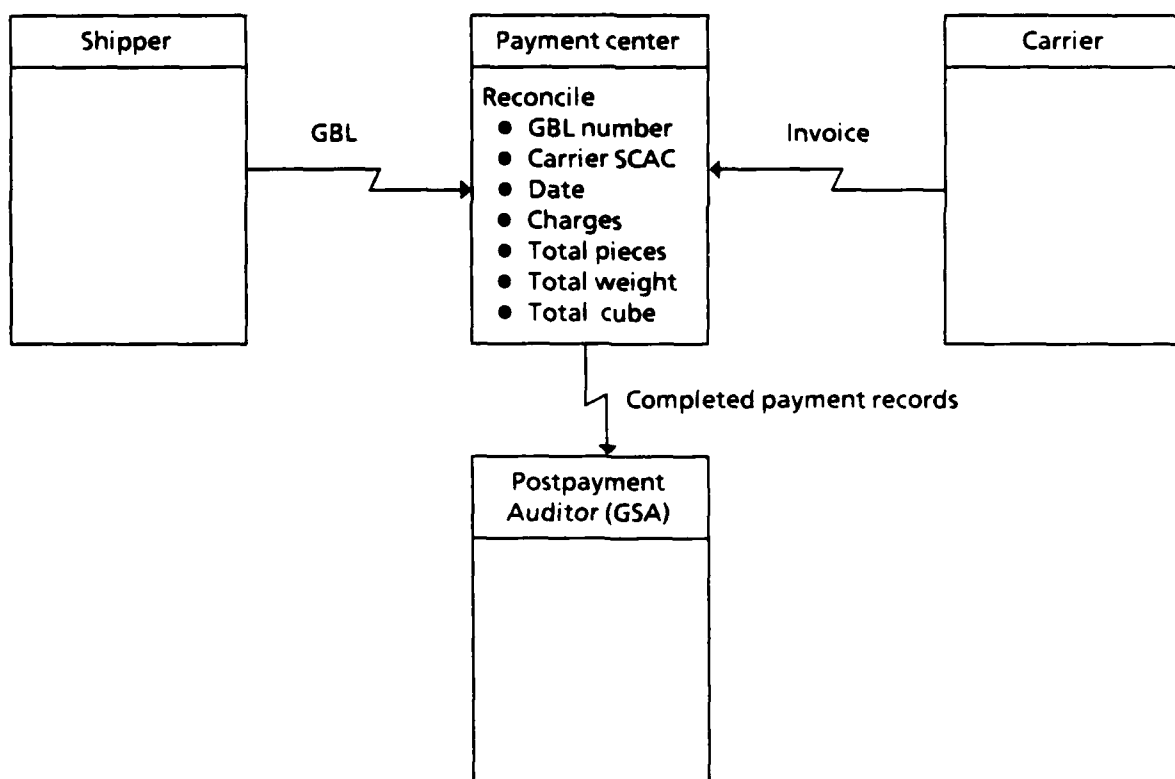 Shipper
Payment center
Carrier
GBL
Reconcile
● GBL number
● Carrier SCAC
● Date
● Charges
● Total pieces
● Total weight
● Total cube
Invoice
Completed payment records
Postpayment
Auditor (GSA)